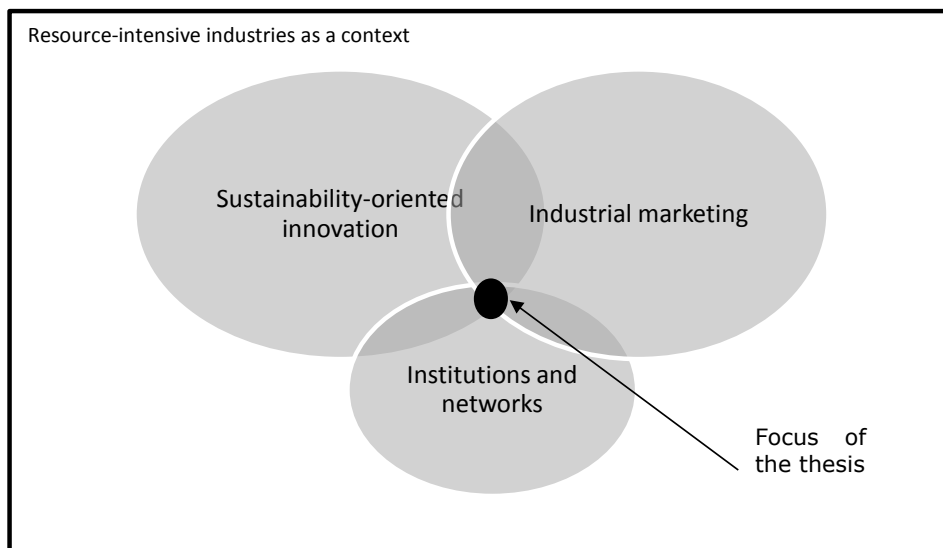 Resource-intensive industries as a context
Sustainability-oriented
innovation
Industrial marketing
Institutions and
networks
Focus of
the thesis